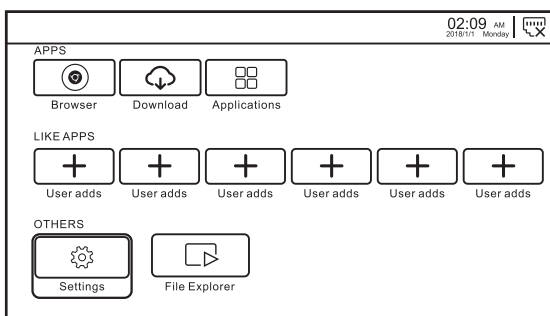 02:09 AM
2018/1/1 Monday
APPS
Browser Download Applications
LIKE APPS
User adds User adds User adds User adds User adds User adds
OTHERS
Settings File Explorer